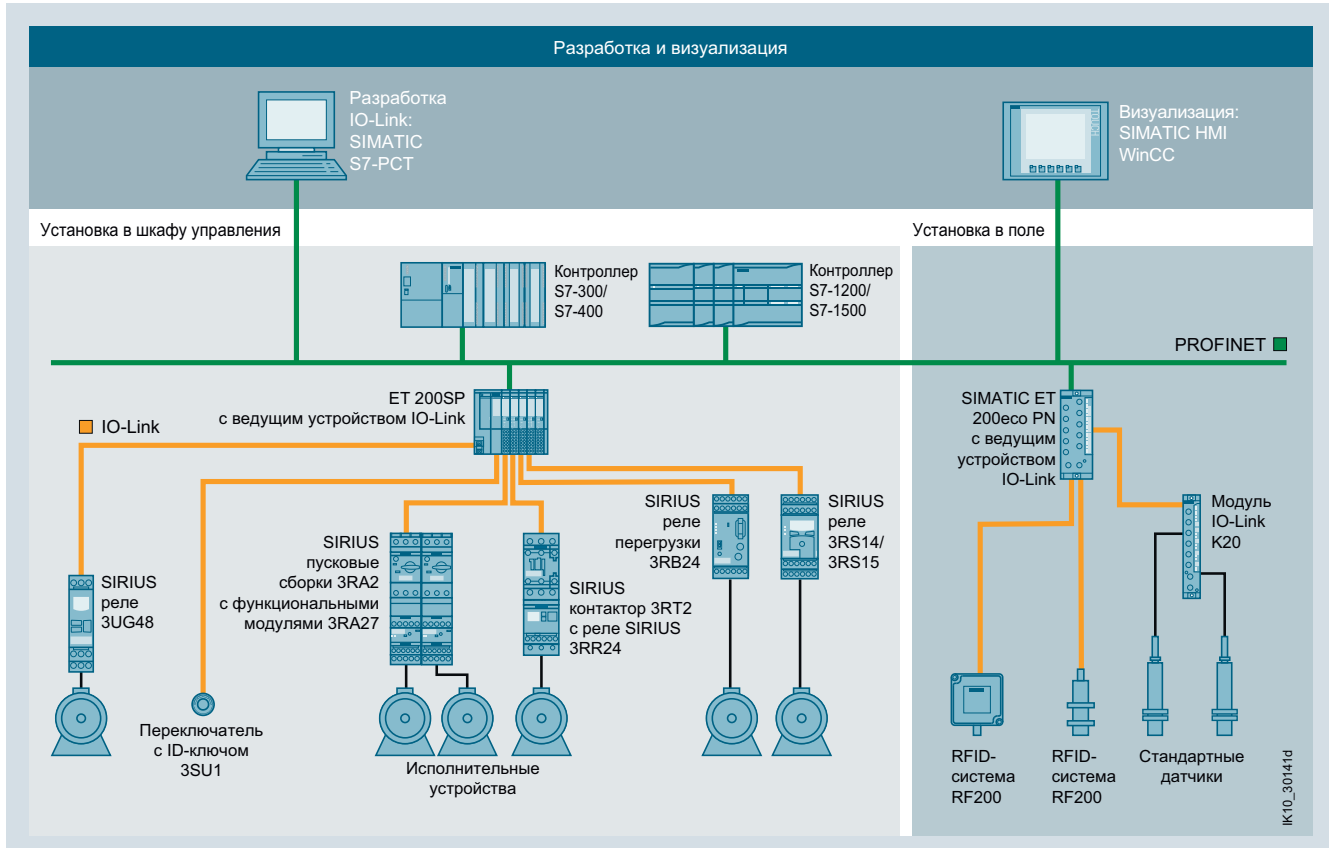 Разработка и визуализация
Разработка
IO-Link:
SIMATIC
S7-PCT
TOUCH
Визуализация:
SIMATIC HMI
WinCC
Установка в шкафу управления
Установка в поле
Контроллер
S7-300/
S7-400
Контроллер
S7-1200/
S7-1500
PROFINET
ET 200SP
с ведущим устройством IO-Link
IO-Link
SIMATIC ET
200eco PN
с ведущим
устройством
IO-Link
SIRIUS
реле
3UG48
Переключатель
с ID-ключом
3SU1
SIRIUS
пусковые
сборки 3RA2
с функциональными
модулями 3RA27
SIRIUS
контактор 3RT2
с реле SIRIUS
3RR24
SIRIUS
реле
перегрузки
3RB24
SIRIUS
реле
3RS14/
3RS15
Модуль
IO-Link
K20
Исполнительные
устройства
RFID-
система
RF200
RFID-
система
RF200
Стандартные
датчики
IK10_30141d